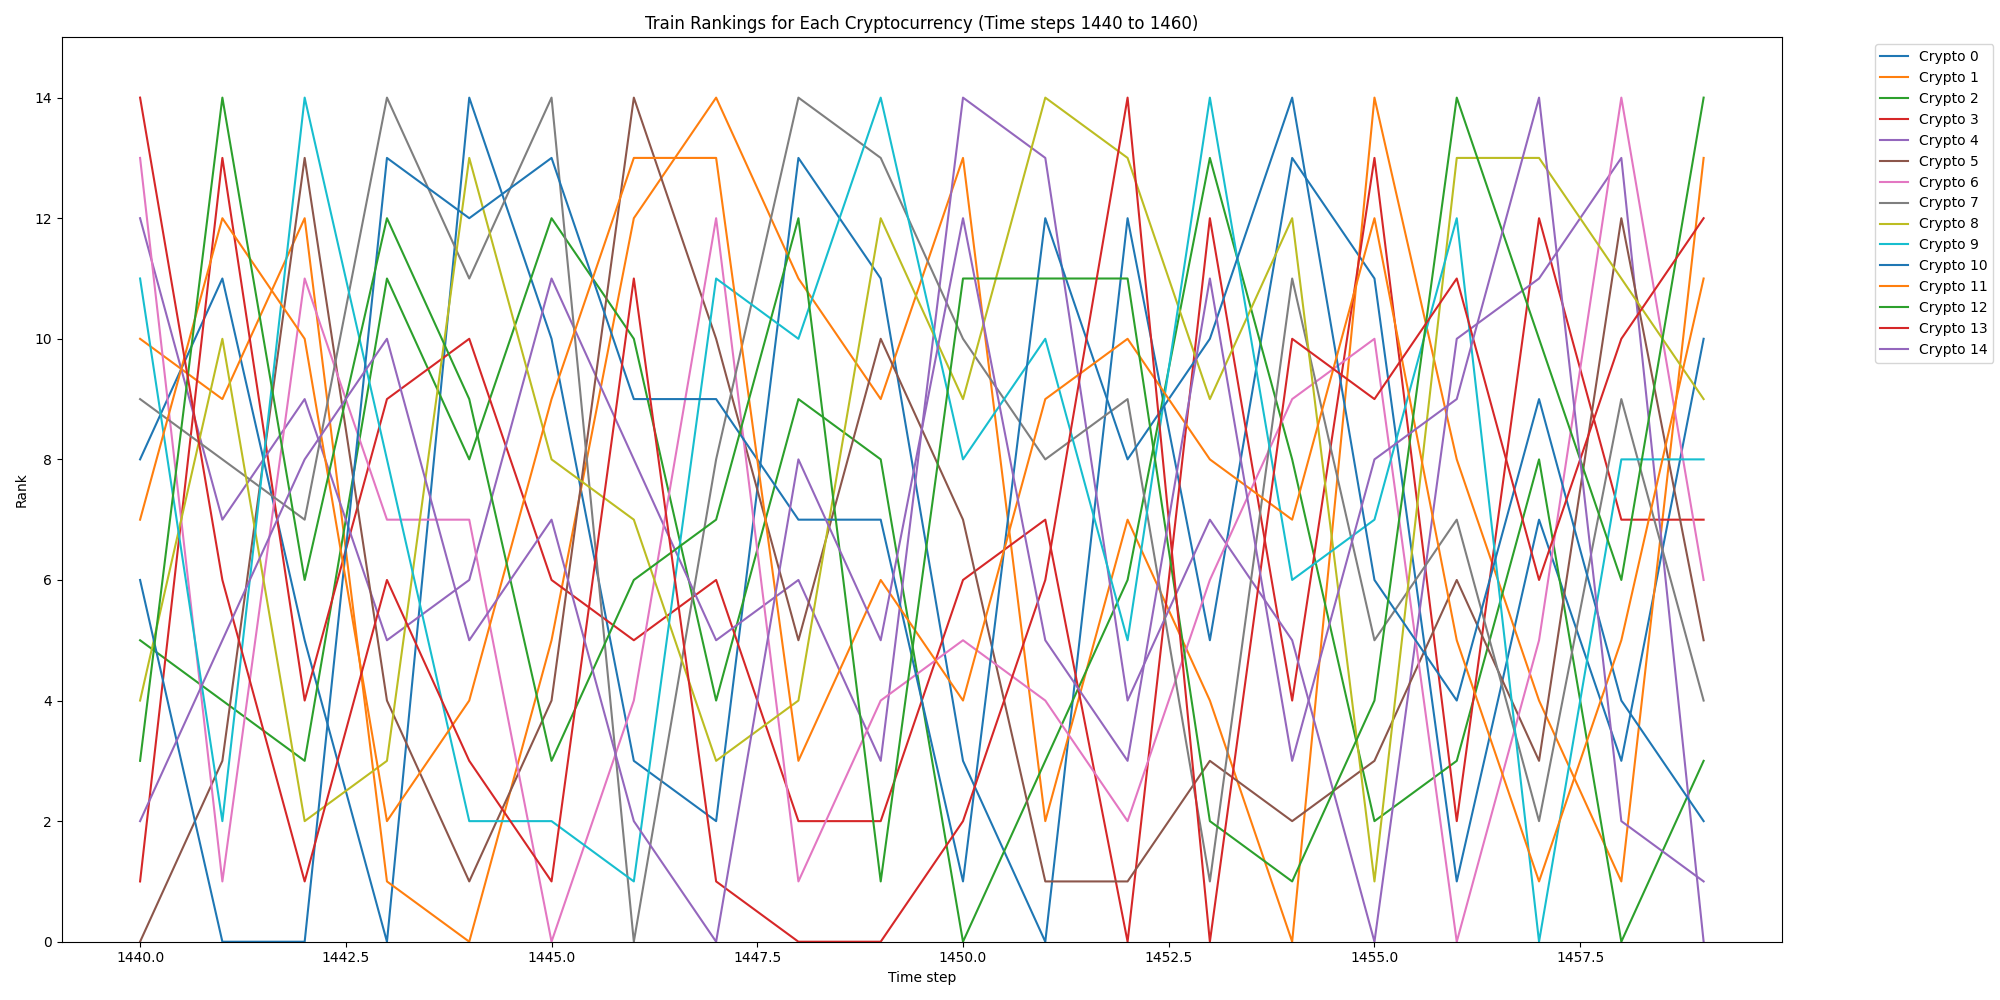 Train Rankings for Each Cryptocurrency (Time steps 1440 to 1460)
14
12
10
8
6
4
2
0
Rank
1440.0
1442.5
1445.0
1447.5
1450.0
1452.5
1455.0
1457.5
Time step
Crypto 0
Crypto 1
Crypto 2
Crypto 3
Crypto 4
Crypto 5
Crypto 6
Crypto 7
Crypto 8
Crypto 9
Crypto 10
Crypto 11
Crypto 12
Crypto 13
Crypto 14